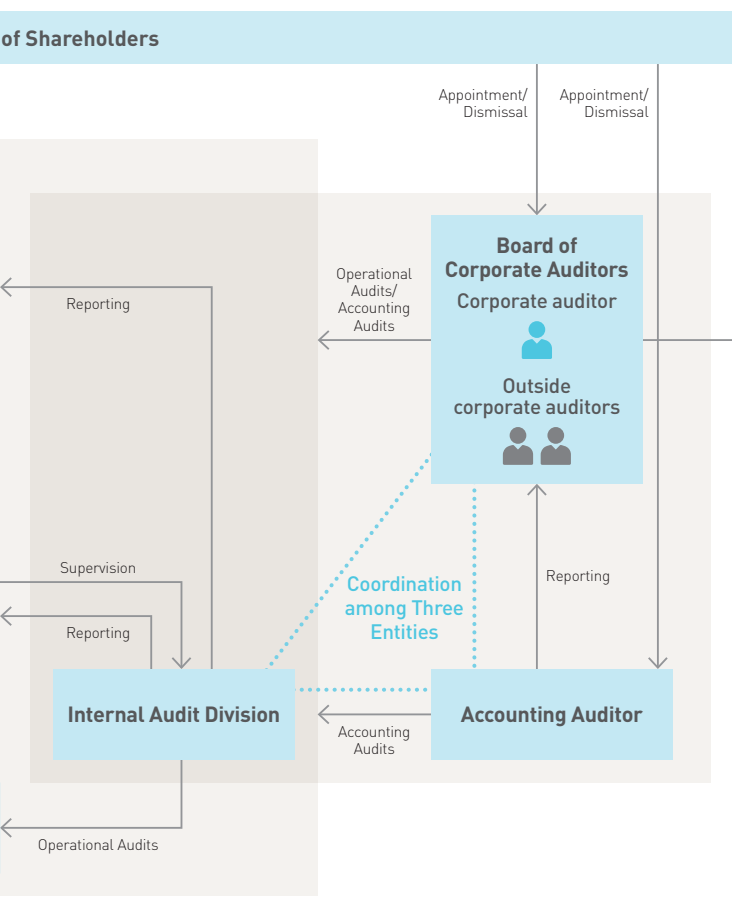 of Shareholders
Appointment/
Dismissal
Appointment/
Dismissal
Board of
Corporate Auditors
Corporate auditor
Outside
corporate auditors
Operational
Audits/
Accounting
Audits
Reporting
Supervision
Reporting
Coordination
among Three
Entities
Reporting
Internal Audit Division
Accounting
Audits
Accounting Auditor
Operational Audits